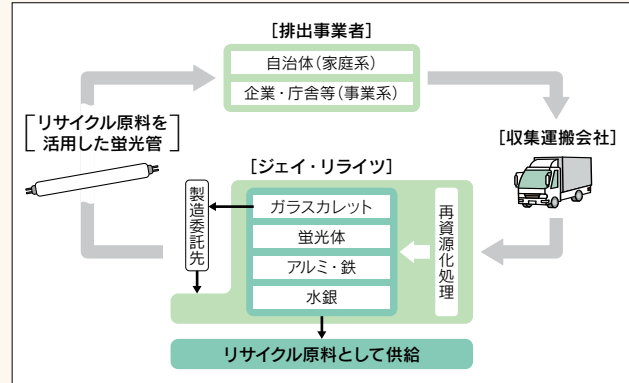 [排出事業者]
自治体(家庭系)
企業・庁舎等(事業系)
[リサイクル原料を
活用した蛍光管]
[収集運搬会社]
[ジェイ・リライツ]
製造委託先
ガラスカレット
蛍光体
アルミ・鉄
水銀
再資源化処理
リサイクル原料として供給